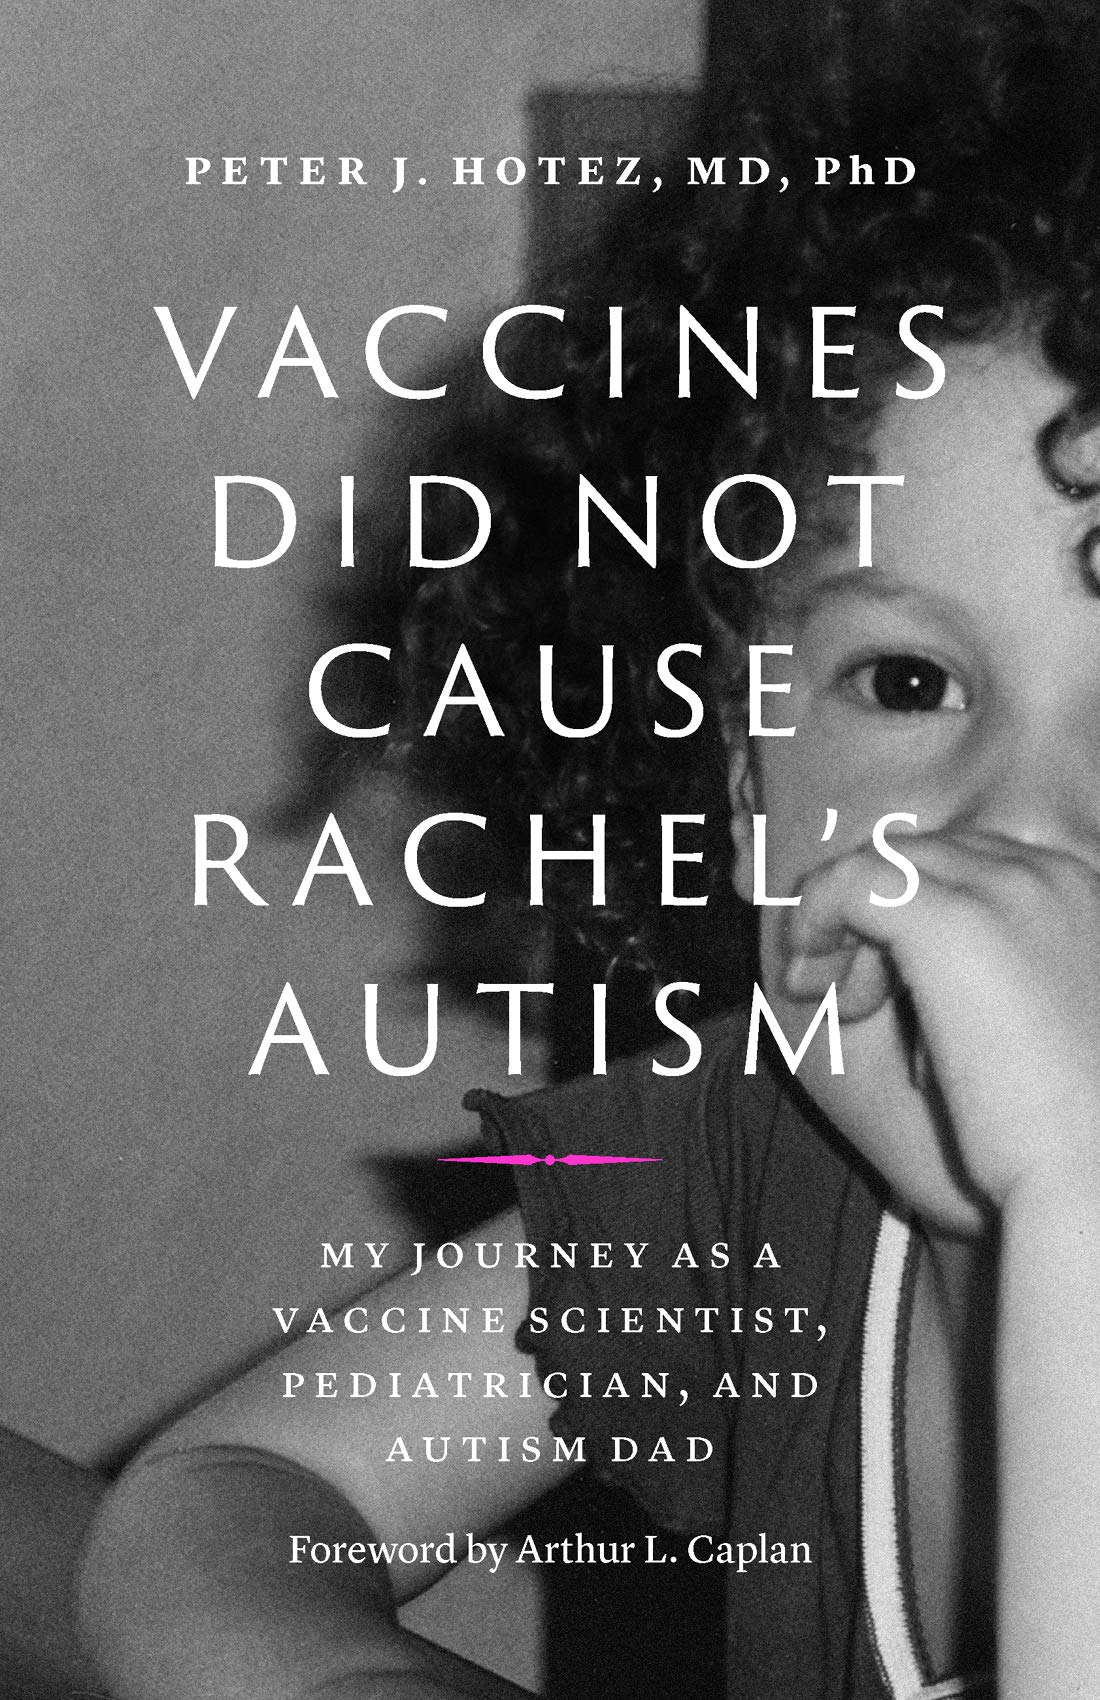 PETER J. HOTEZ, MD, PhD
VACCINES
DID NOT
CAUSE
RACHEL’S
AUTISM
MY JOURNEY AS A
VACCINE SCIENTIST,
PEDIATRICIAN, AND
AUTISM DAD
Foreword by Arthur L. Caplan